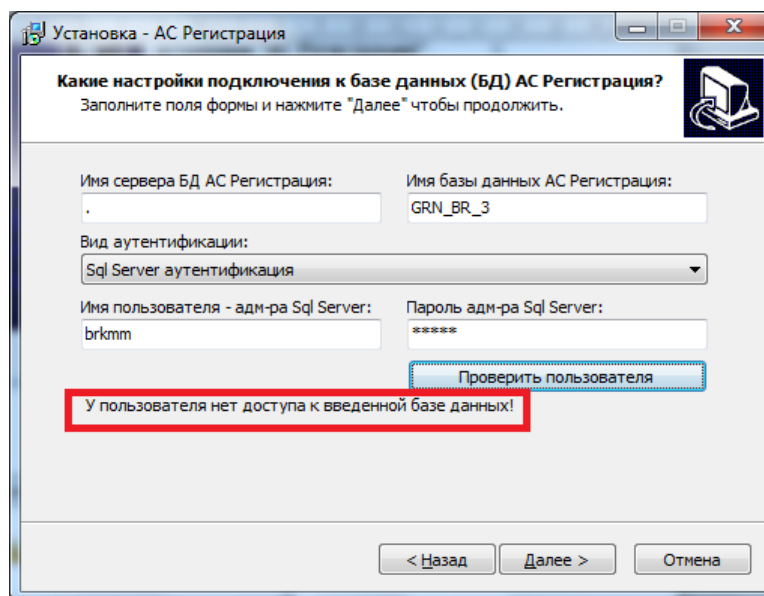 Установка - АС Регистрация
Какие настройки подключения к базе данных (БД) АС Регистрация?
Заполните поля формы и нажмите "Далее" чтобы продолжить.
Имя сервера БД АС Регистрация:
Имя базы данных АС Регистрация:
.
GRN_BR_3
Вид аутентификации:
Sql Server аутентификация
Имя пользователя - адм-ра Sql Server:
Пароль адм-ра Sql Server:
brkmm
*****
Проверить пользователя
У пользователя нет доступа к введенной базе данных!
< Назад
Далее >
Отмена